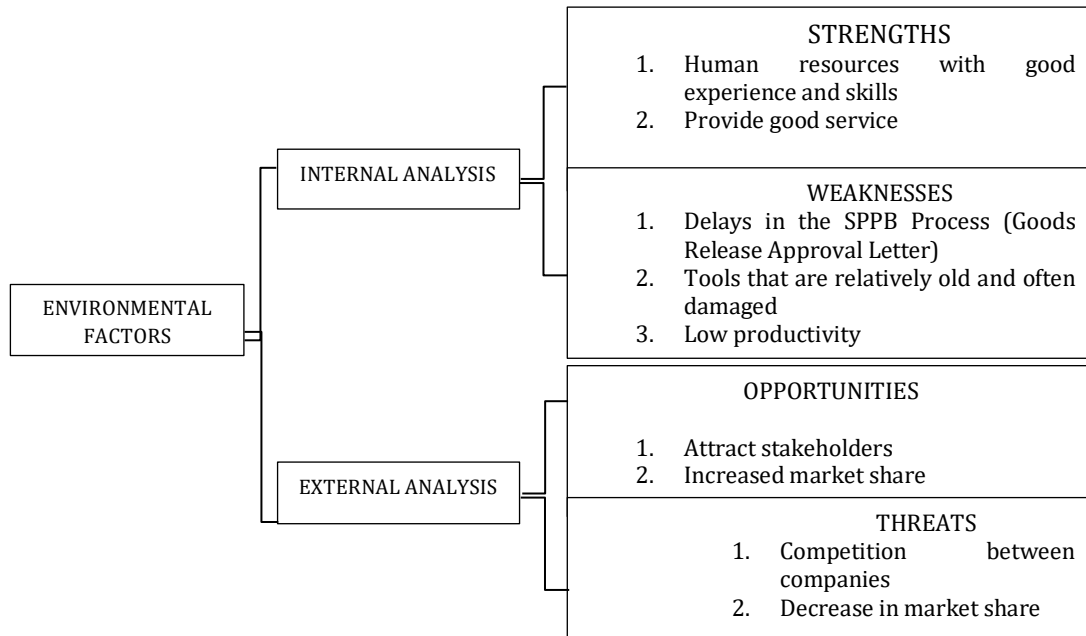 ENVIRONMENTAL
FACTORS
INTERNAL ANALYSIS
EXTERNAL ANALYSIS
STRENGTHS
1. Human resources with good
experience and skills
2. Provide good service
WEAKNESSES
1. Delays in the SPPB Process (Goods
Release Approval Letter)
2. Tools that are relatively old and often
damaged
3. Low productivity
OPPORTUNITIES
1. Attract stakeholders
2. Increased market share
THREATS
1. Competition between
companies
2. Decrease in market share